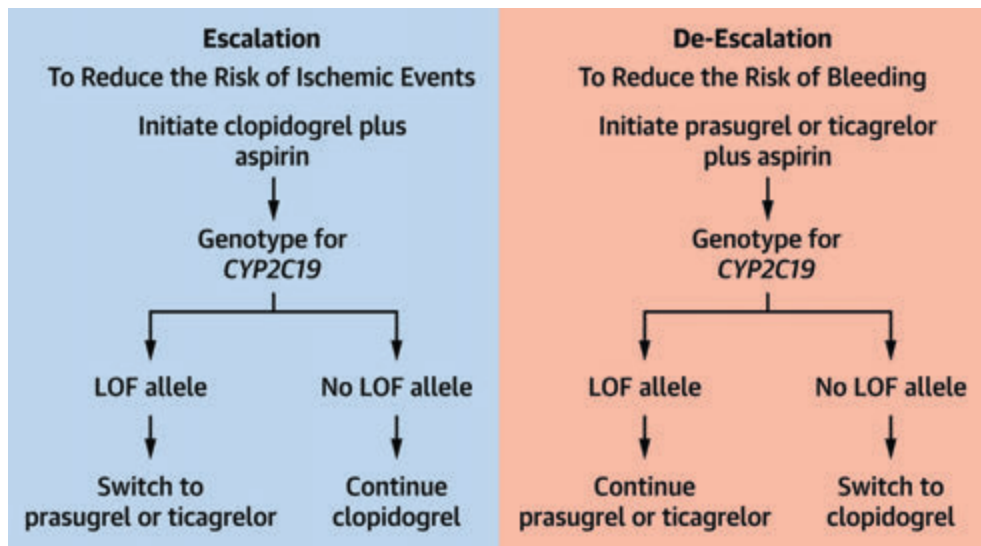 Escalation
To Reduce the Risk of Ischemic Events
Initiate clopidogrel plus
aspirin
Genotype for
CYP2C19
LOF allele
No LOF allele
Switch to
prasugrel or ticagrelor
Continue
clopidogrel
De-Escalation
To Reduce the Risk of Bleeding
Initiate prasugrel or ticagrelor
plus aspirin
Genotype for
CYP2C19
LOF allele
No LOF allele
Continue
prasugrel or ticagrelor
Switch to
clopidogrel